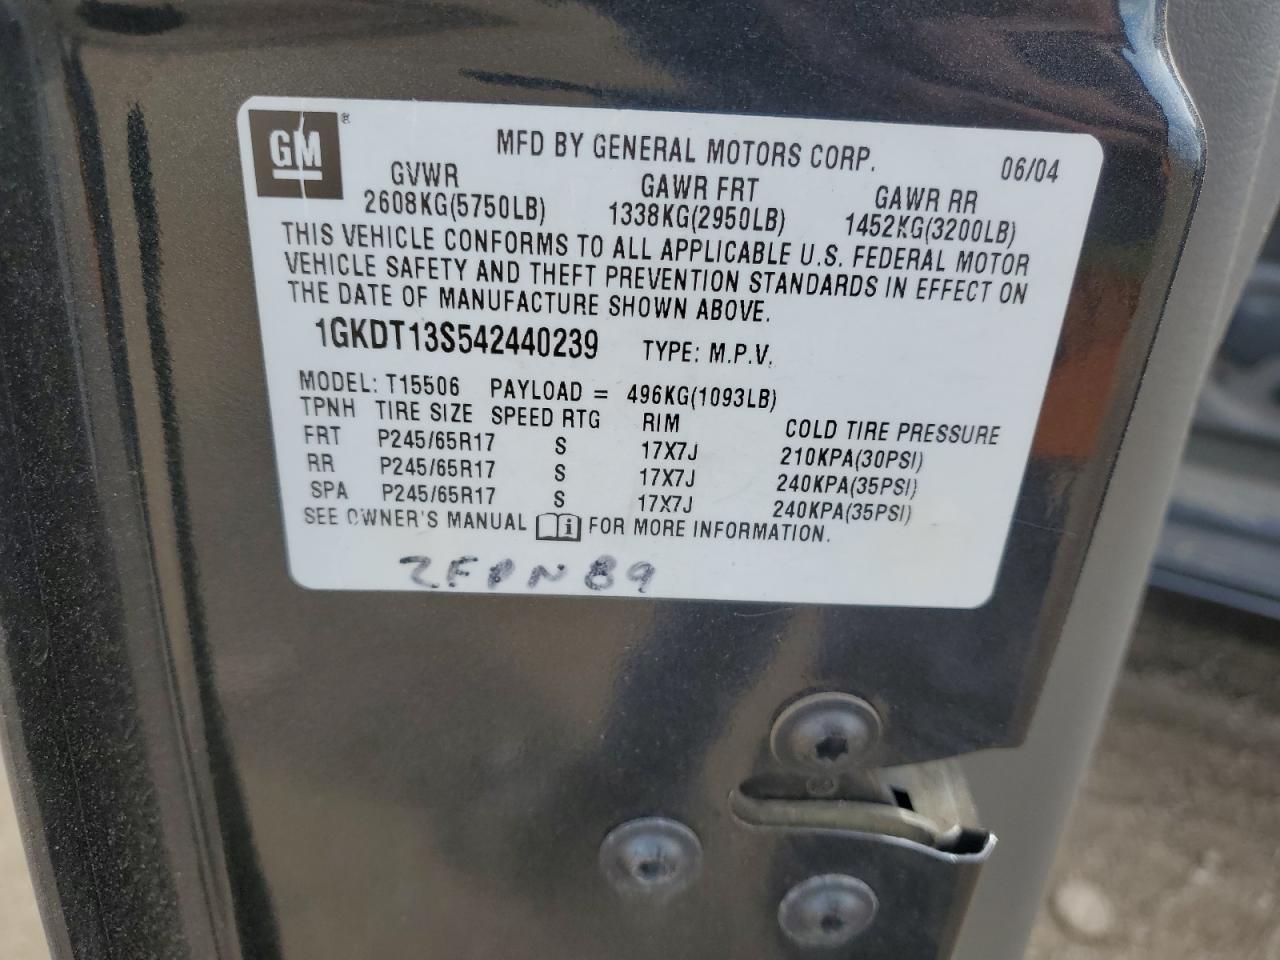 GM ®
MFD BY GENERAL MOTORS CORP. 06/04
GVWR GAWR FRT GAWR RR
2608KG(5750LB) 1338KG(2950LB) 1452KG(3200LB)
THIS VEHICLE CONFORMS TO ALL APPLICABLE U.S. FEDERAL MOTOR
VEHICLE SAFETY AND THEFT PREVENTION STANDARDS IN EFFECT ON
THE DATE OF MANUFACTURE SHOWN ABOVE.
1GKDT13S542440239 TYPE: M.P.V.
MODEL: T15506 PAYLOAD = 496KG(1093LB)
TPNH TIRE SIZE SPEED RTG RIM COLD TIRE PRESSURE
FRT P245/65R17 S 17X7J 210KPA(30PSI)
RR P245/65R17 S 17X7J 240KPA(35PSI)
SPA P245/65R17 S 17X7J 240KPA(35PSI)
SEE OWNER'S MANUAL i FOR MORE INFORMATION.